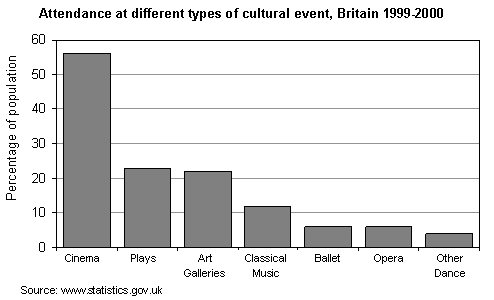 Attendance at different types of cultural event, Britain 1999-2000
Percentage of population
60
50
40
30
20
10
0
Cinema
Plays
Art
Galleries
Classical
Music
Ballet
Opera
Other
Dance
Source: www.statistics.gov.uk